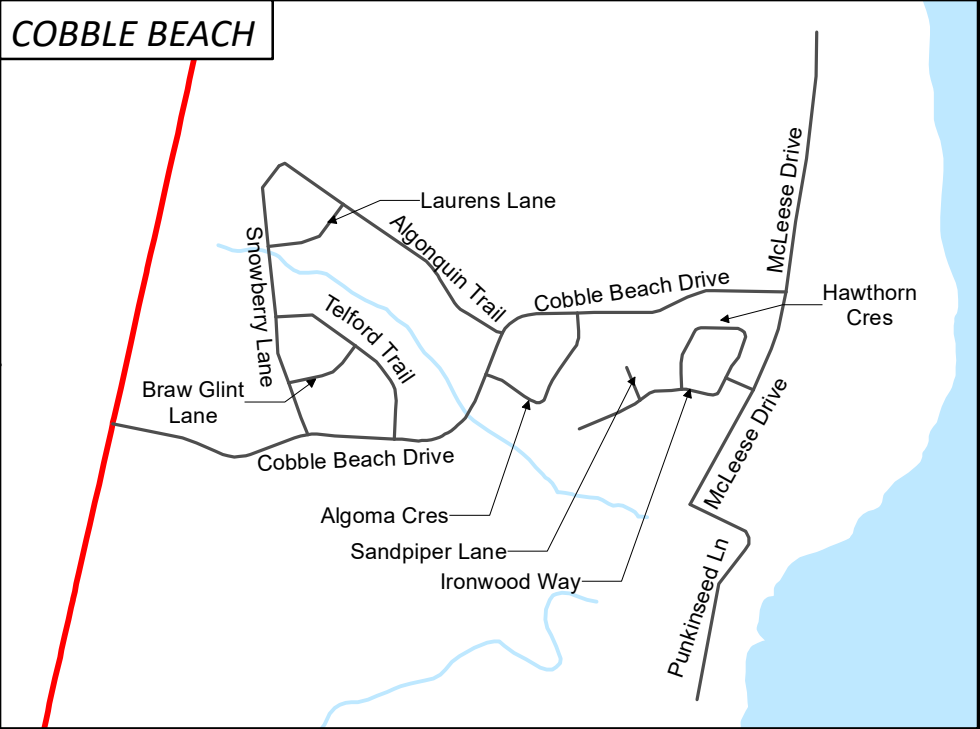 COBBLE BEACH
McLeese Drive
Laurens Lane
Algonquin Trail
Snowberry Lane
Cobble Beach Drive
Hawthorn
Cres
Telford Trail
Braw Glint
Lane
McLeese Drive
Cobble Beach Drive
Algoma Cres
Sandpiper Lane
Ironwood Way
Punkinseed Ln